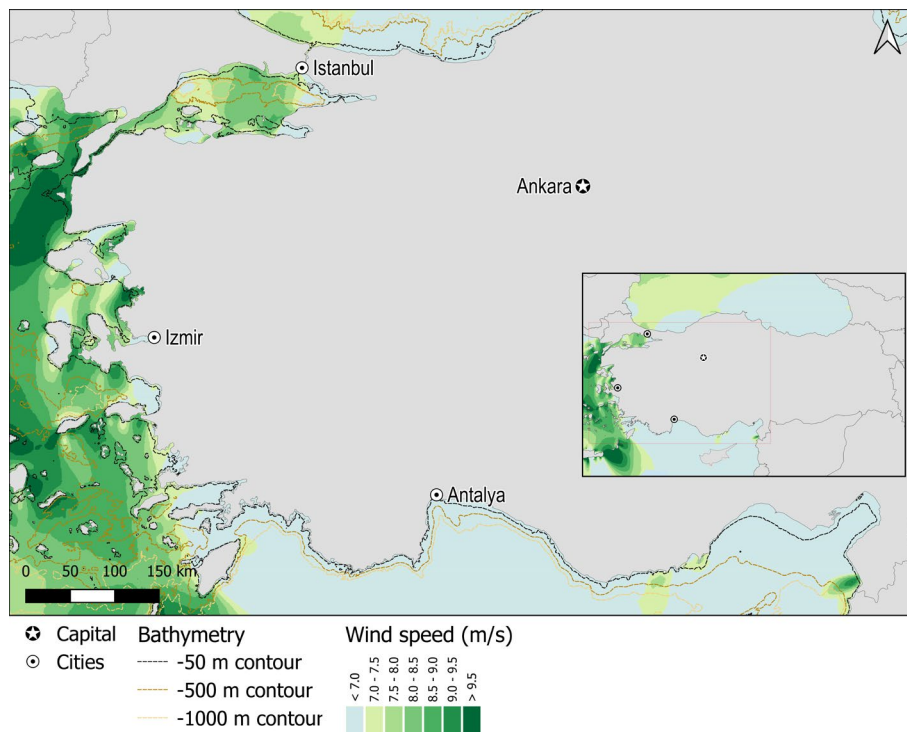 Istanbul
Ankara
Izmir
Antalya
0 50 100 150 km
Capital
Cities
Bathymetry
-50 m contour
-500 m contour
-1000 m contour
Wind speed (m/s)
< 7.0
7.0 - 7.5
7.5 - 8.0
8.0 - 8.5
8.5 - 9.0
9.0 - 9.5
> 9.5